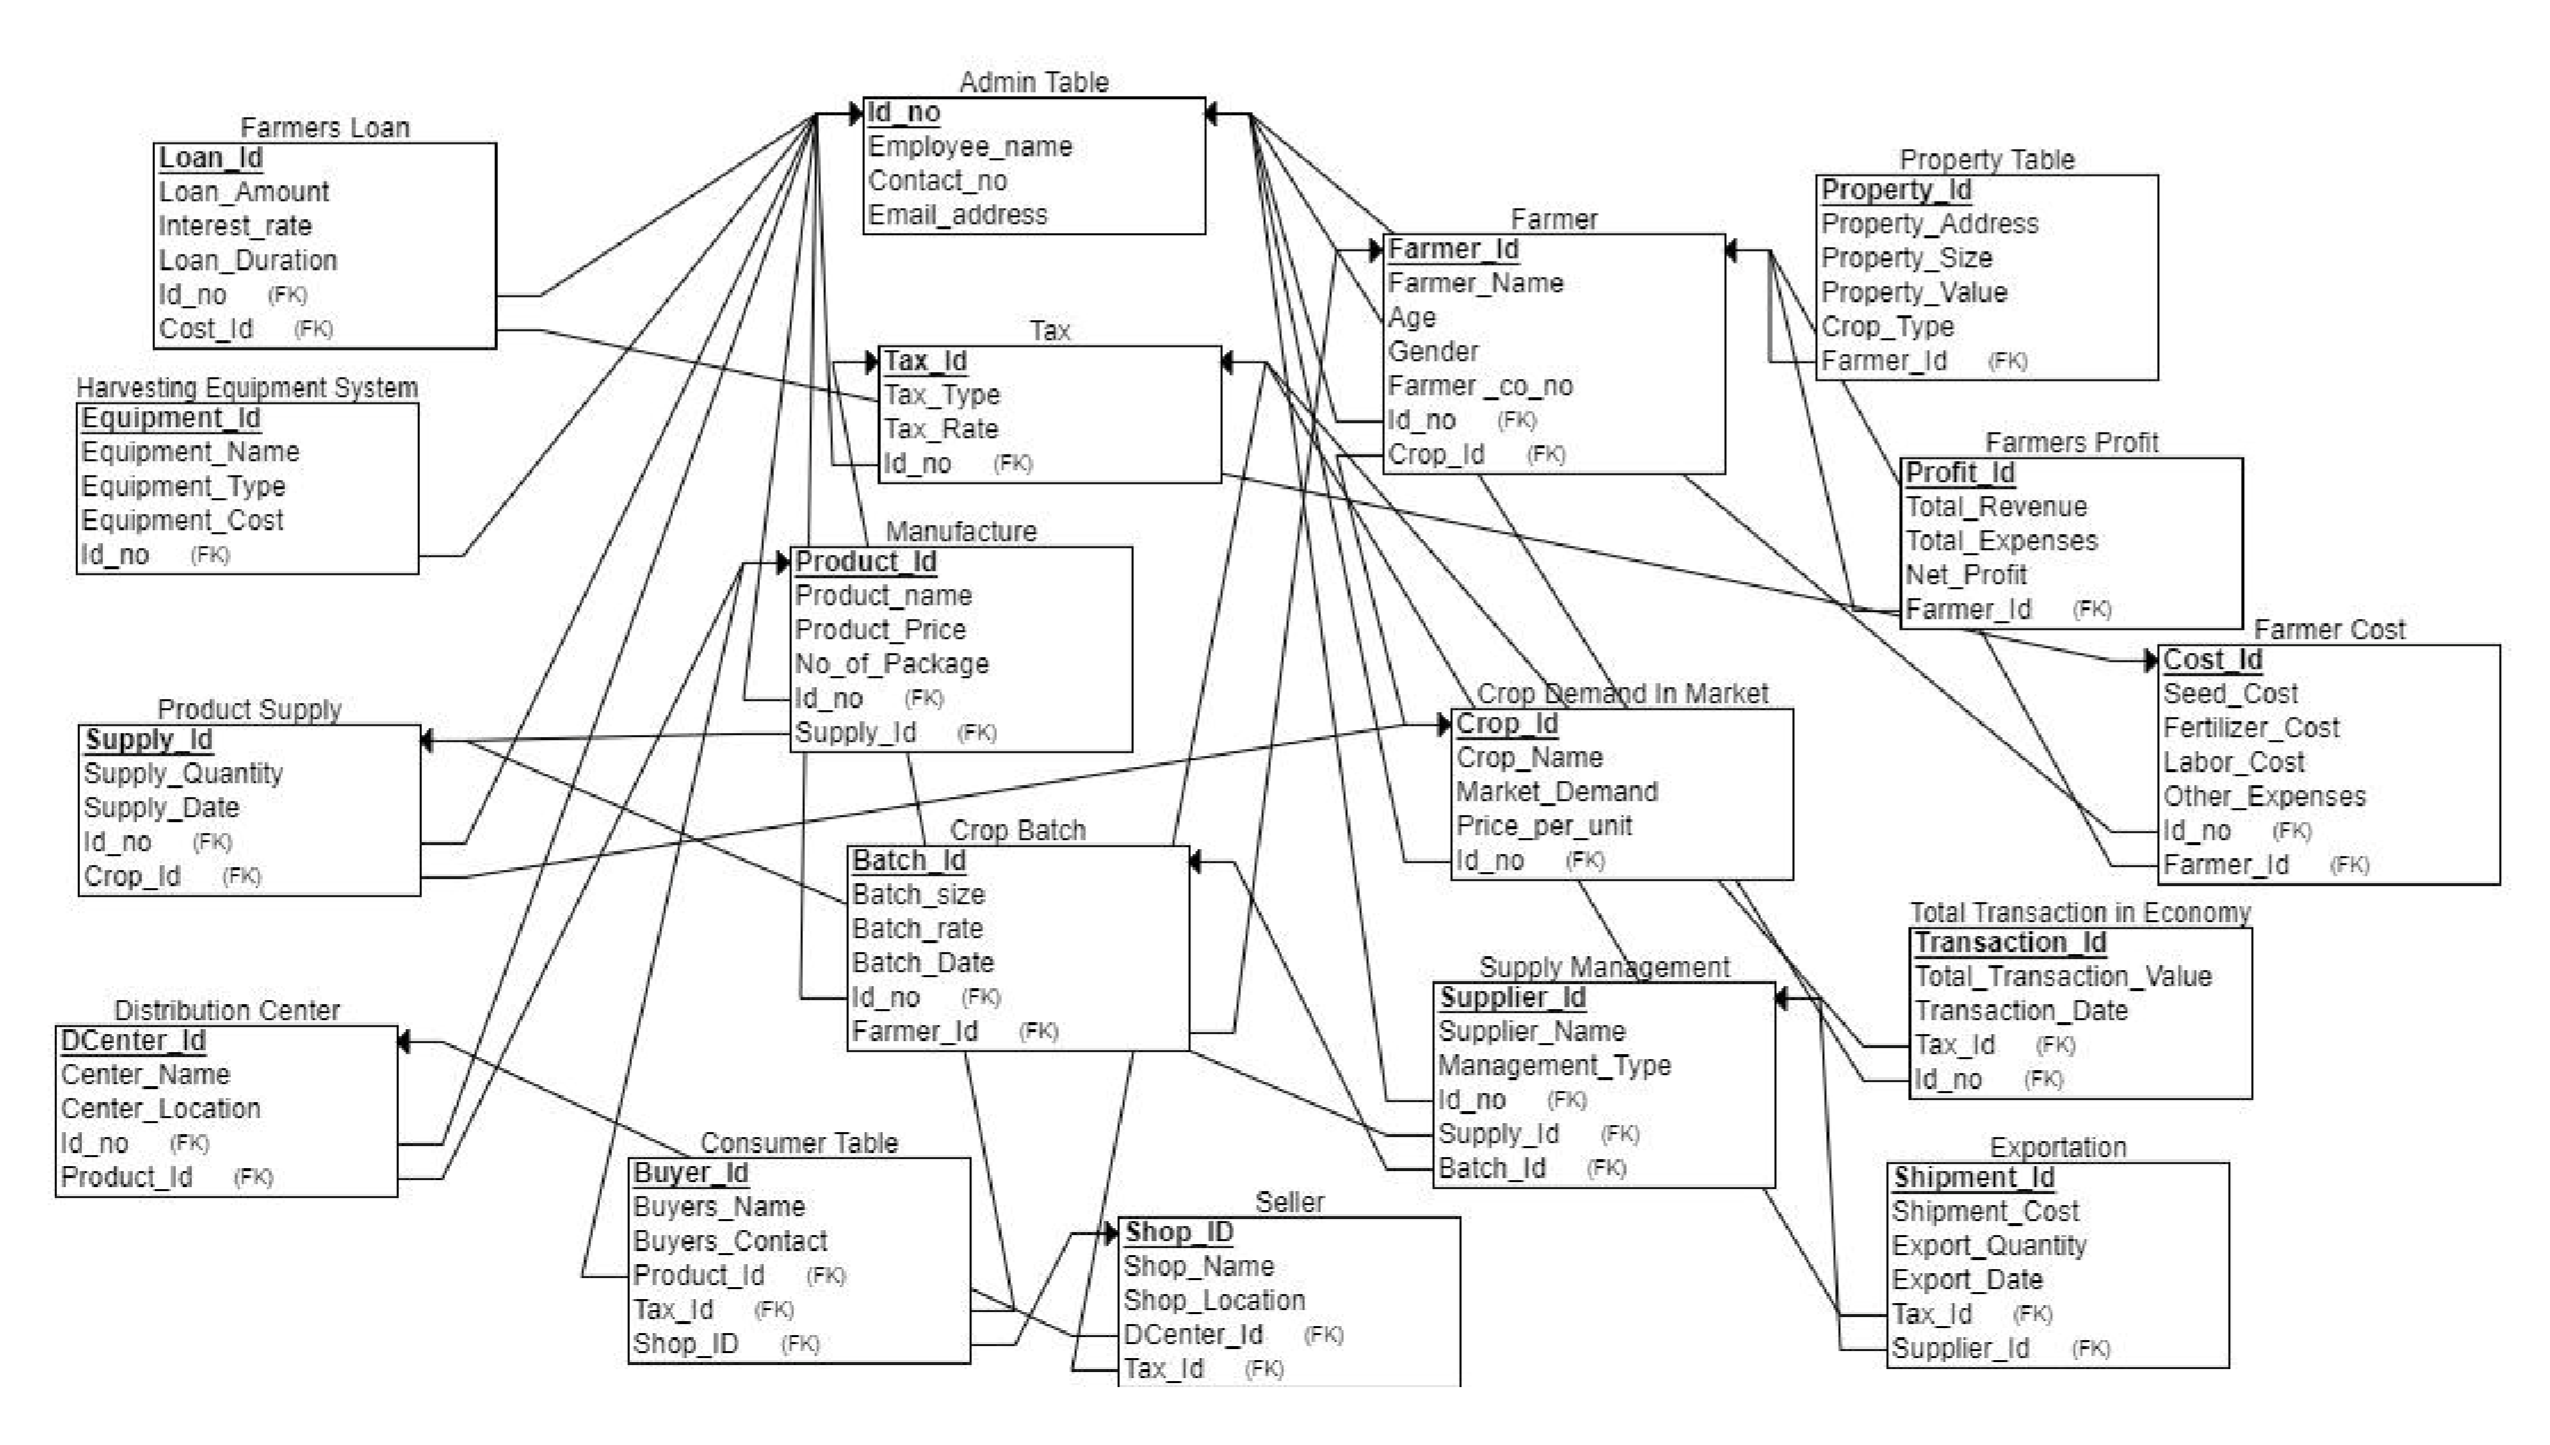 Admin Table
Id_no
Employee_name
Contact_no
Email_address
Farmers Loan
Loan_Id
Loan_Amount
Interest_rate
Loan_Duration
Id_no (FK)
Cost_Id (FK)
Property Table
Property_Id
Property_Address
Property_Size
Property_Value
Crop_Type
Farmer_Id (FK)
Farmer
Farmer_Id
Farmer_Name
Age
Gender
Farmer _co_no
Id_no (FK)
Crop_Id (FK)
Tax
Tax_Id
Tax_Type
Tax_Rate
Id_no (FK)
Harvesting Equipment System
Equipment_Id
Equipment_Name
Equipment_Type
Equipment_Cost
Id_no (FK)
Farmers Profit
Profit_Id
Total_Revenue
Total_Expenses
Net_Profit
Farmer_Id (FK)
Manufacture
Product_Id
Product_name
Product_Price
No_of_Package
Id_no (FK)
Supply_Id (FK)
Farmer Cost
Cost_Id
Seed_Cost
Fertilizer_Cost
Labor_Cost
Other_Expenses
Id_no (FK)
Farmer_Id (FK)
Product Supply
Supply_Id
Supply_Quantity
Supply_Date
Id_no (FK)
Crop_Id (FK)
Crop Demand In Market
Crop_Id
Crop_Name
Market_Demand
Price_per_unit
Id_no (FK)
Crop Batch
Batch_Id
Batch_size
Batch_rate
Batch_Date
Id_no (FK)
Farmer_Id (FK)
Total Transaction in Economy
Transaction_Id
Total_Transaction_Value
Transaction_Date
Tax_Id (FK)
Id_no (FK)
Supply Management
Supplier_Id
Supplier_Name
Management_Type
Id_no (FK)
Supply_Id (FK)
Batch_Id (FK)
Distribution Center
DCenter_Id
Center_Name
Center_Location
Id_no (FK)
Product_Id (FK)
Consumer Table
Buyer_Id
Buyers_Name
Buyers_Contact
Product_Id (FK)
Tax_Id (FK)
Shop_ID (FK)
Exportation
Shipment_Id
Shipment_Cost
Export_Quantity
Export_Date
Tax_Id (FK)
Supplier_Id (FK)
Seller
Shop_ID
Shop_Name
Shop_Location
DCenter_Id (FK)
Tax_Id (FK)